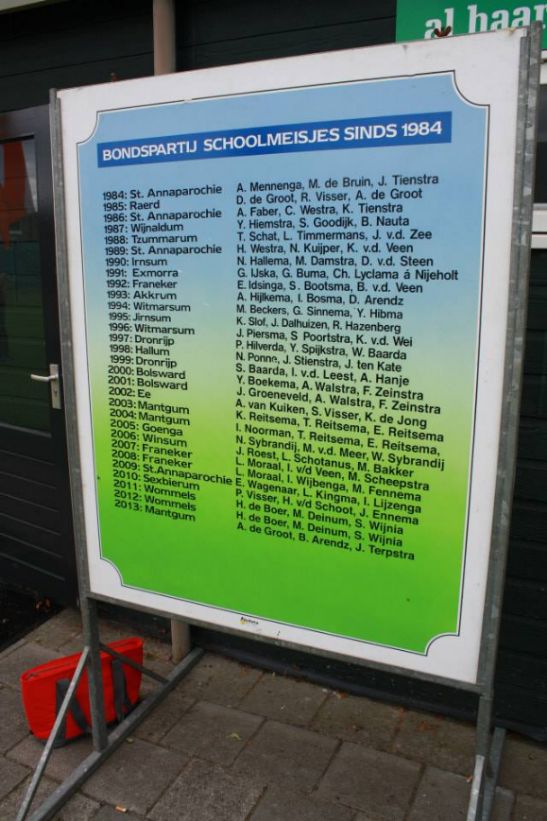 al haar
BONDSPARTIJ SCHOOLMEISJES SINDS 1984
1984: St. Annaparochie A. Mennenga, M. de Bruin, J. Tienstra
1985: Raerd D. de Groot, R. Visser, A. de Groot
1986: St. Annaparochie A. Faber, C. Westra, K. Tienstra
1987: Wijnaldum Y. Hiemstra, S. Goodijk, B. Nauta
1988: Tzummarum T. Schat, L. Timmermans, J. v.d. Zee
1989: St. Annaparochie H. Westra, N. Kuijper, K. v.d. Veen
1990: Irnsum N. Hallema, M. Damstra, D. v.d. Steen
1991: Exmorra G. IJska, G. Buma, Ch. Lyclama á Nijeholt
1992: Franeker E. Idsinga, S. Bootsma, B. v.d. Veen
1993: Akkrum A. Hijlkema, I. Bosma, D. Arendz
1994: Witmarsum M. Beckers, G. Sinnema, Y. Hibma
1995: Jirnsum K. Slof, J. Dalhuizen, R. Hazenberg
1996: Witmarsum J. Piersma, S Poortstra, K. v.d. Wei
1997: Dronrijp P. Hilverda, Y. Spijkstra, W. Baarda
1998: Hallum N. Ponne, J. Stienstra, J. ten Kate
1999: Dronrijp S. Baarda, I. v.d. Leest, A. Hanje
2000: Bolsward Y. Boekema, A. Walstra, F. Zeinstra
2001: Bolsward J. Groeneveld, A. Walstra, F. Zeinstra
2002: Ee A. van Kuiken, S. Visser, K. de Jong
2003: Mantgum K. Reitsema, T. Reitsema, E. Reitsema
2004: Mantgum I. Noorman, T. Reitsema, E. Reitsema,
2005: Goenga N. Sybrandij, M. v.d. Meer, W. Sybrandij
2006: Winsum J. Roest, L. Schotanus, M. Bakker
2007: Franeker L. Moraal, I. v/d Veen, M. Scheepstra
2008: Franeker L. Moraal, I. Wijbenga, M. Fennema
2009: St.Annaparochie E. Wagenaar, L. Kingma, I. Lijzenga
2010: Sexbierum P. Visser, H. v/d Schoot, J. Ennema
2011: Wommels H. de Boer, M. Deinum, S. Wijnia
2012: Wommels H. de Boer, M. Deinum, S. Wijnia
2013: Mantgum A. de Groot, B. Arendz, J. Terpstra